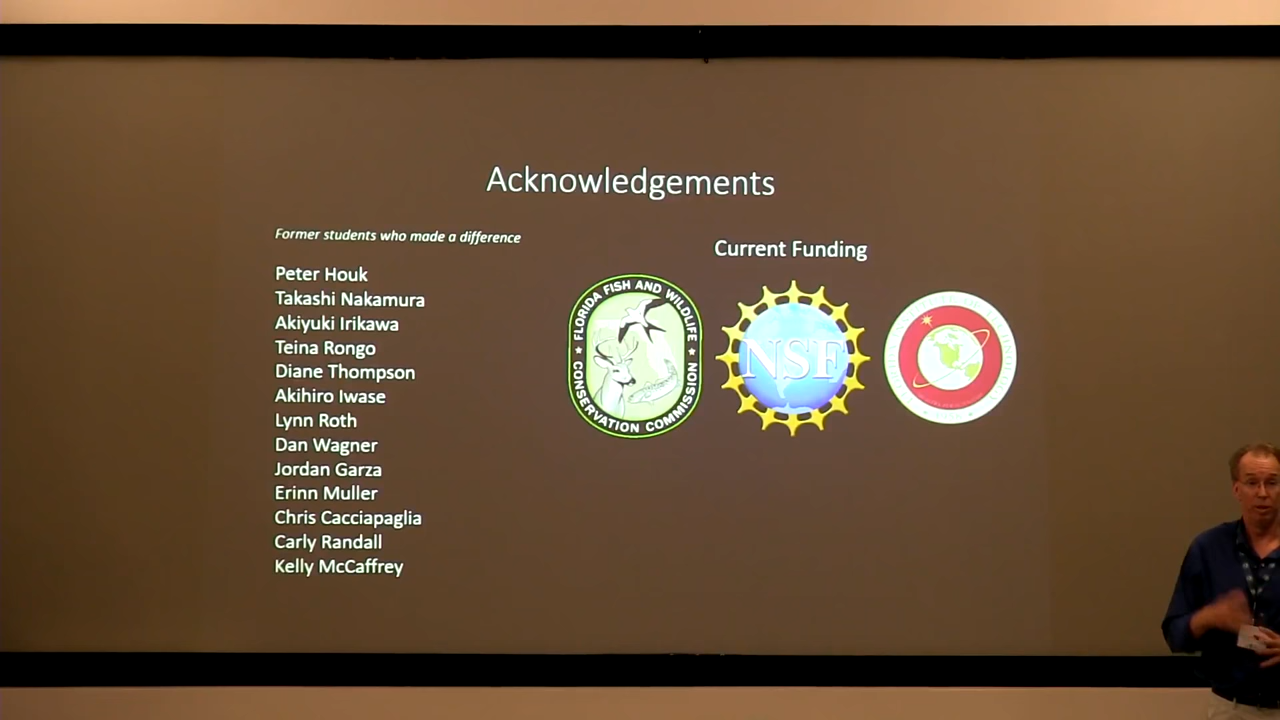 Acknowledgements
Former students who made a difference
Peter Houk
Takashi Nakamura
Akiyuki Irikawa
Teina Rongo
Diane Thompson
Akihiro Iwase
Lynn Roth
Dan Wagner
Jordan Garza
Erinn Muller
Chris Cacciapaglia
Carly Randall
Kelly McCaffrey
Current Funding
FLORIDA FISH AND WILDLIFE
CONSERVATION COMMISSION
NSF